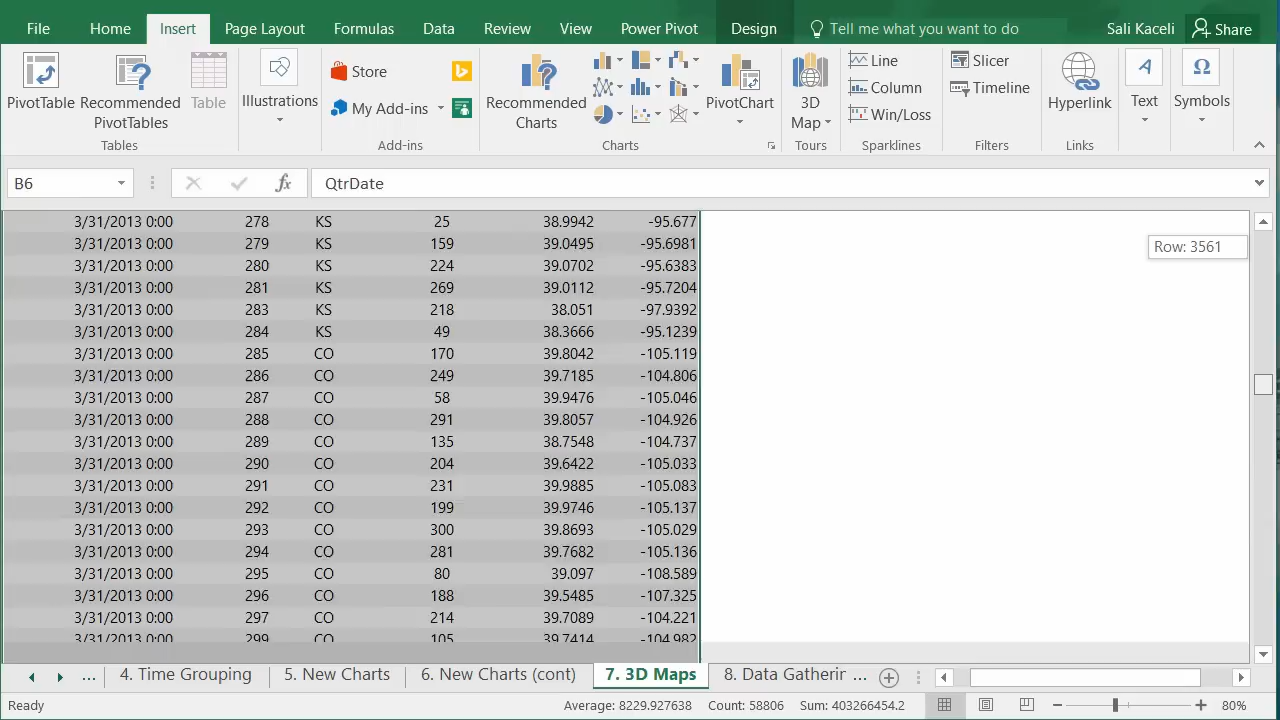 File Home Insert Page Layout Formulas Data Review View Power Pivot Design Tell me what you want to do Sali Kaceli Share
PivotTable
Recommended
PivotTables
Table
Tables
Illustrations
Store
My Add-ins
Add-ins
Recommended
Charts
Charts
PivotChart
3D
Map
Tours
Line
Column
Win/Loss
Sparklines
Slicer
Timeline
Filters
Hyperlink
Links
Text
Symbols
B6 fx QtrDate
3/31/2013 0:00 278 KS 25 38.9942 -95.677
3/31/2013 0:00 279 KS 159 39.0495 -95.6981
3/31/2013 0:00 280 KS 224 39.0702 -95.6383
3/31/2013 0:00 281 KS 269 39.0112 -95.7204
3/31/2013 0:00 283 KS 218 38.051 -97.9392
3/31/2013 0:00 284 KS 49 38.3666 -95.1239
3/31/2013 0:00 285 CO 170 39.8042 -105.119
3/31/2013 0:00 286 CO 249 39.7185 -104.806
3/31/2013 0:00 287 CO 58 39.9476 -105.046
3/31/2013 0:00 288 CO 291 39.8057 -104.926
3/31/2013 0:00 289 CO 135 38.7548 -104.737
3/31/2013 0:00 290 CO 204 39.6422 -105.033
3/31/2013 0:00 291 CO 231 39.9885 -105.083
3/31/2013 0:00 292 CO 199 39.9746 -105.137
3/31/2013 0:00 293 CO 300 39.8693 -105.029
3/31/2013 0:00 294 CO 281 39.7682 -105.136
3/31/2013 0:00 295 CO 80 39.097 -108.589
3/31/2013 0:00 296 CO 188 39.5485 -107.325
3/31/2013 0:00 297 CO 214 39.7089 -104.221
3/31/2013 0:00 299 CO 105 39.7414 -104.982
Row: 3561
... 4. Time Grouping 5. New Charts 6. New Charts (cont) 7. 3D Maps 8. Data Gatherir ...
Ready Average: 8229.927638 Count: 58806 Sum: 403266454.2 80%